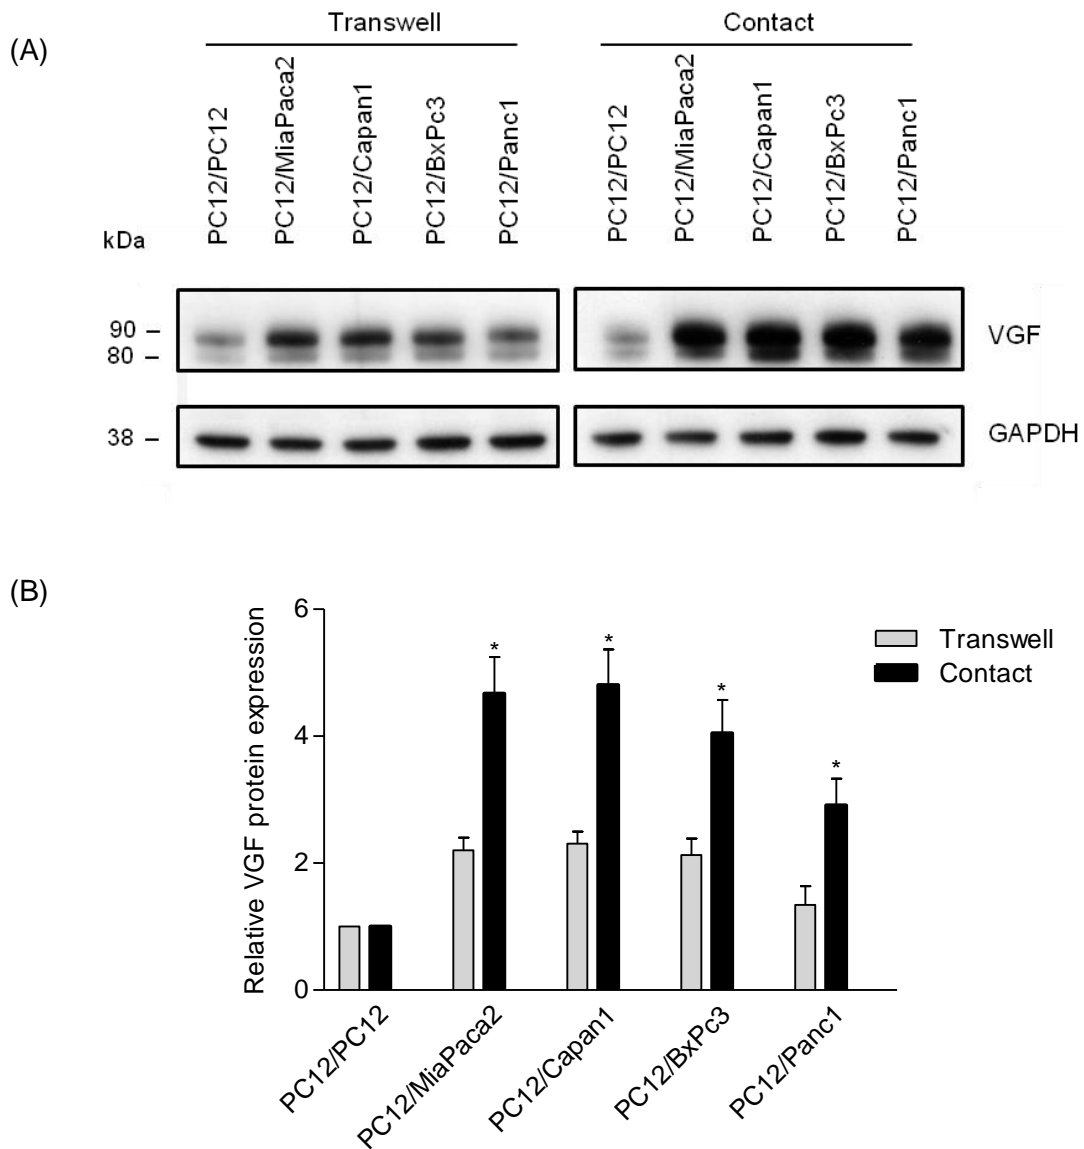 (A)
Transwell
Contact
PC12/PC12
PC12/MiaPaca2
PC12/Capan1
PC12/BxPc3
PC12/Panc1
PC12/PC12
PC12/MiaPaca2
PC12/Capan1
PC12/BxPc3
PC12/Panc1
kDa
90 –
80 –
VGF
38 –
GAPDH
(B)
Relative VGF protein expression
6
4
2
0
* * * *
Transwell
Contact
PC12/PC12
PC12/MiaPaca2
PC12/Capan1
PC12/BxPc3
PC12/Panc1